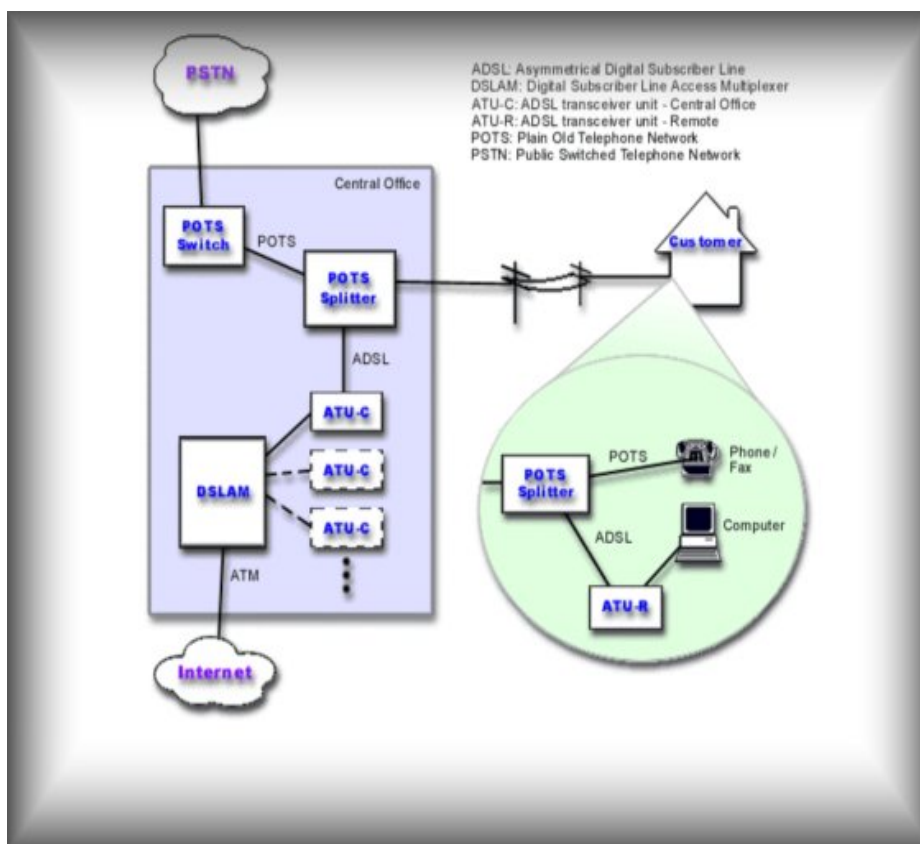 PSTN
ADSL: Asymmetrical Digital Subscriber Line
DSLAM: Digital Subscriber Line Access Multiplexer
ATU-C: ADSL transceiver unit - Central Office
ATU-R: ADSL transceiver unit - Remote
POTS: Plain Old Telephone Network
PSTN: Public Switched Telephone Network
Central Office
POTS
Switch
POTS
POTS
Splitter
Customer
ADSL
ATU-C
ATU-C
ATU-C
DSLAM
ATM
Internet
POTS
Splitter
POTS
Phone /
Fax
ADSL
Computer
ATU-R